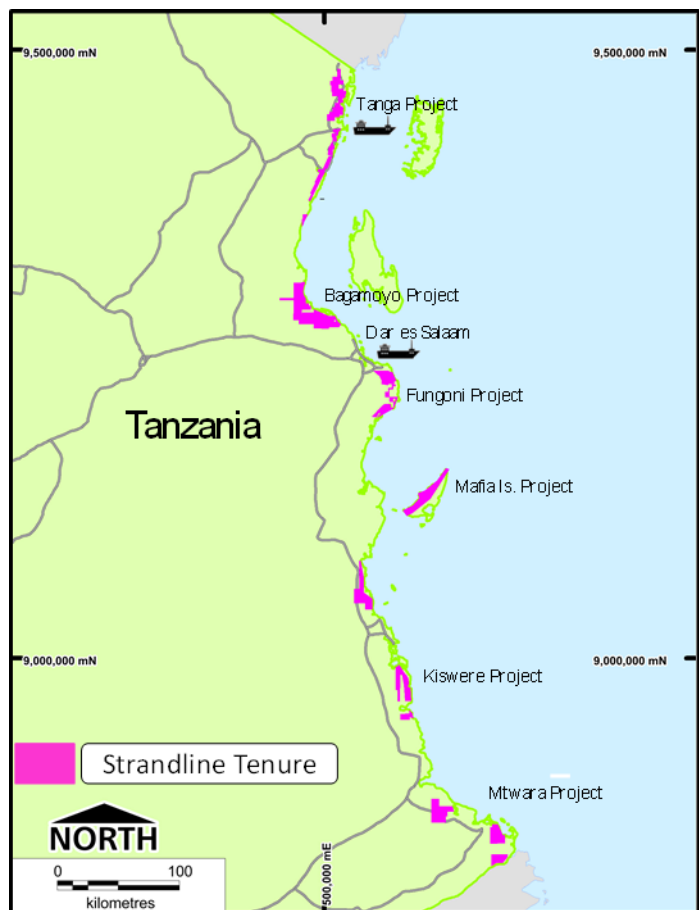 9,500,000 mN
9,500,000 mN
Tanga Project
Bagamoyo Project
Dar es Salaam
Fungoni Project
Tanzania
Mafia Is. Project
9,000,000 mN
9,000,000 mN
Kiswere Project
Strandline Tenure
Mtwara Project
NORTH
0
100
kilometres
500,000 mE